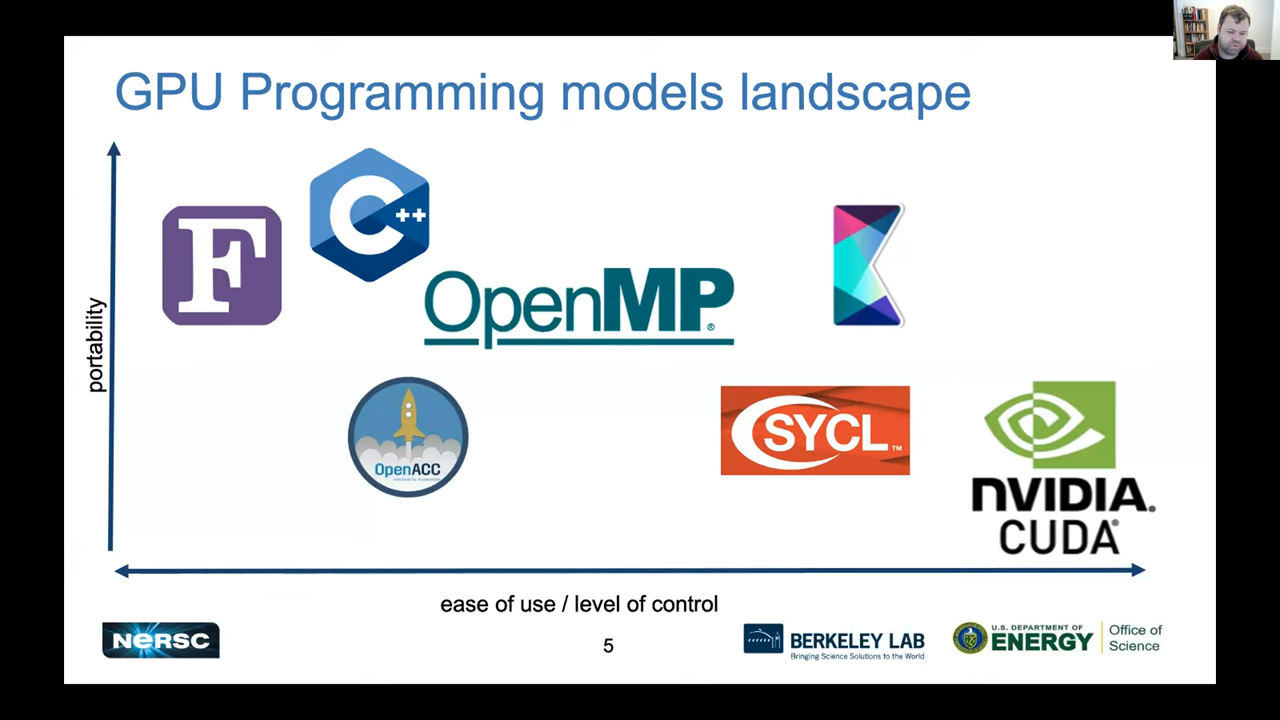 GPU Programming models landscape
F
C++
OpenMP®
portability
OpenACC
SYCL™
NVIDIA®
CUDA®
ease of use / level of control
NERSC
5
BERKELEY LAB
Bringing Science Solutions to the World
U.S. DEPARTMENT OF
ENERGY
Office of
Science